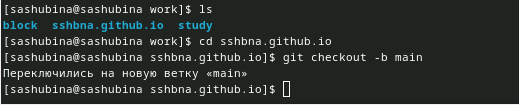 [sashubina@sashubina work]$ ls
block  sshbna.github.io  study
[sashubina@sashubina work]$ cd sshbna.github.io
[sashubina@sashubina sshbna.github.io]$ git checkout -b main
Переключились на новую ветку «main»
[sashubina@sashubina sshbna.github.io]$